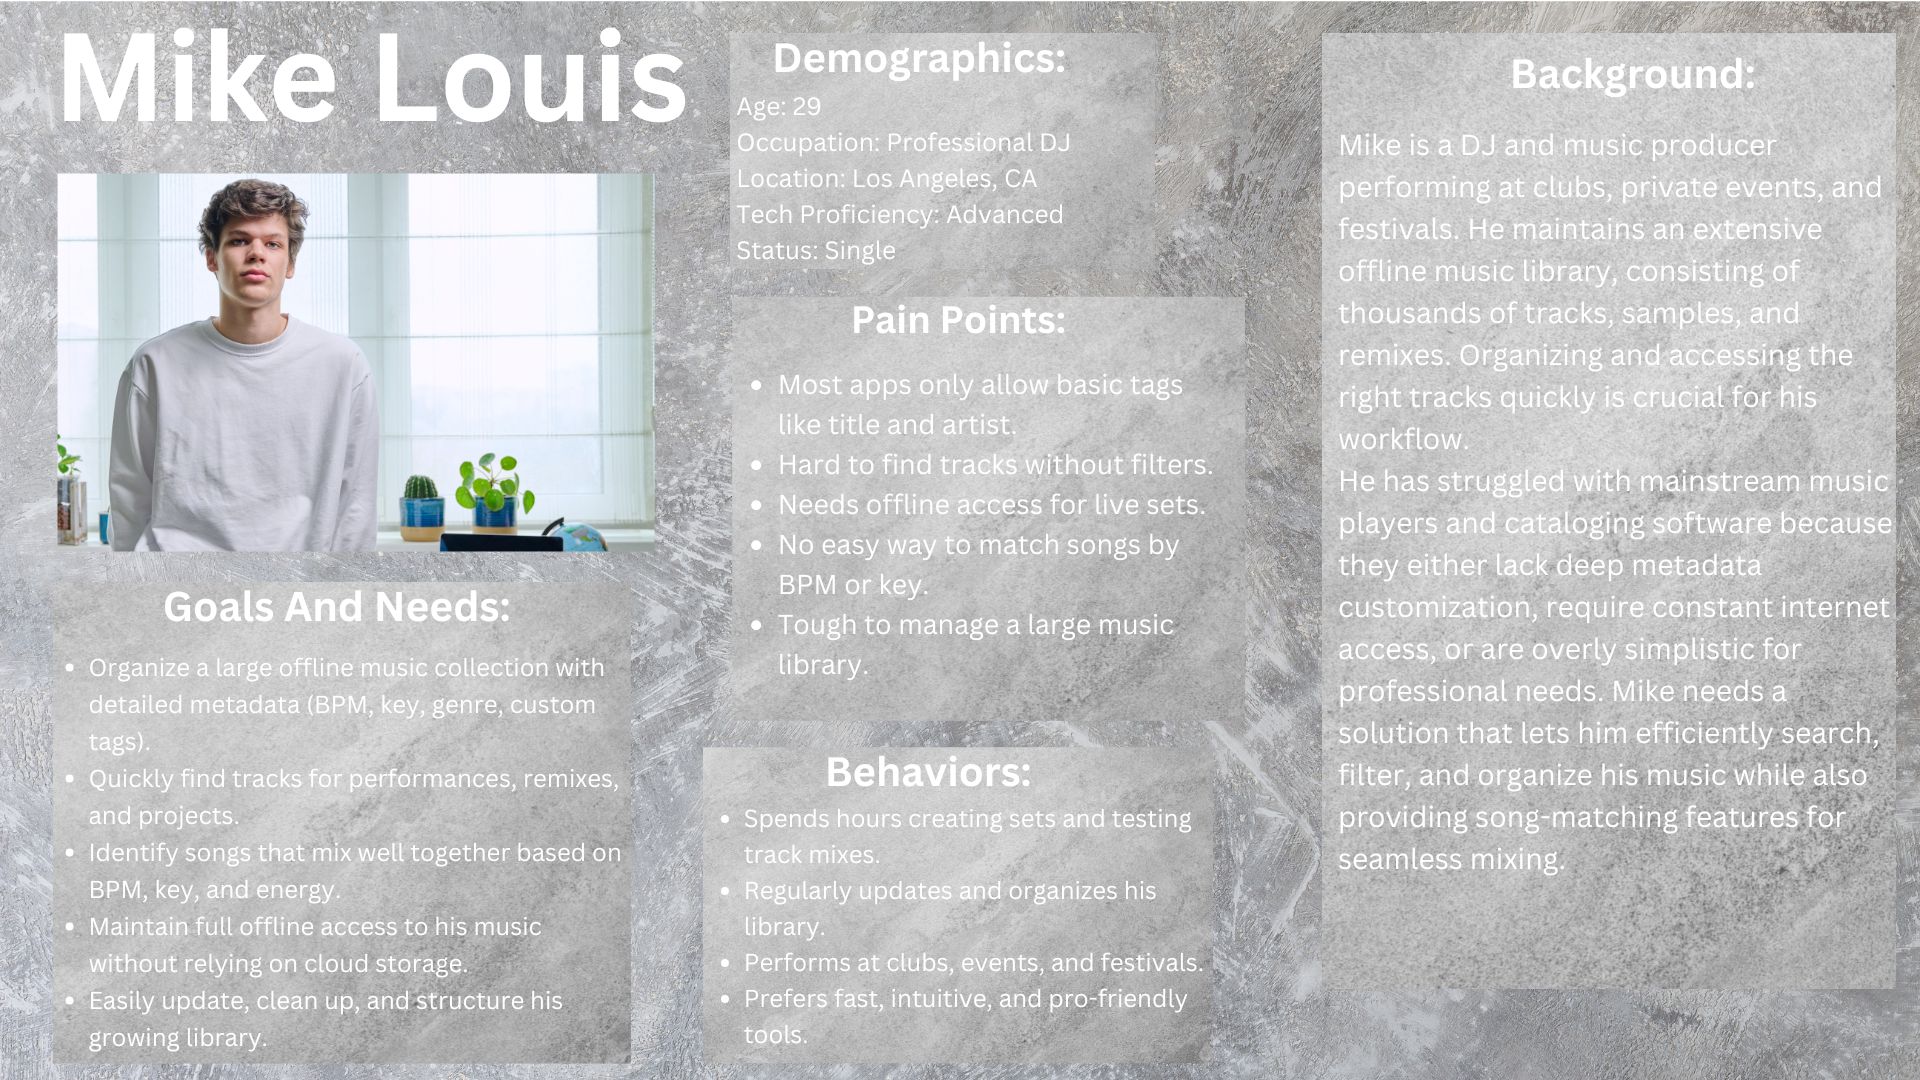 Mike Louis
Demographics:
Age: 29
Occupation: Professional DJ
Location: Los Angeles, CA
Tech Proficiency: Advanced
Status: Single
Pain Points:
• Most apps only allow basic tags
like title and artist.
• Hard to find tracks without filters.
• Needs offline access for live sets.
• No easy way to match songs by
BPM or key.
• Tough to manage a large music
library.
Goals And Needs:
• Organize a large offline music collection with
detailed metadata (BPM, key, genre, custom
tags).
• Quickly find tracks for performances, remixes,
and projects.
• Identify songs that mix well together based on
BPM, key, and energy.
• Maintain full offline access to his music
without relying on cloud storage.
• Easily update, clean up, and structure his
growing library.
Behaviors:
• Spends hours creating sets and testing
track mixes.
• Regularly updates and organizes his
library.
• Performs at clubs, events, and festivals.
• Prefers fast, intuitive, and pro-friendly
tools.
Background:
Mike is a DJ and music producer
performing at clubs, private events, and
festivals. He maintains an extensive
offline music library, consisting of
thousands of tracks, samples, and
remixes. Organizing and accessing the
right tracks quickly is crucial for his
workflow.
He has struggled with mainstream music
players and cataloging software because
they either lack deep metadata
customization, require constant internet
access, or are overly simplistic for
professional needs. Mike needs a
solution that lets him efficiently search,
filter, and organize his music while also
providing song-matching features for
seamless mixing.